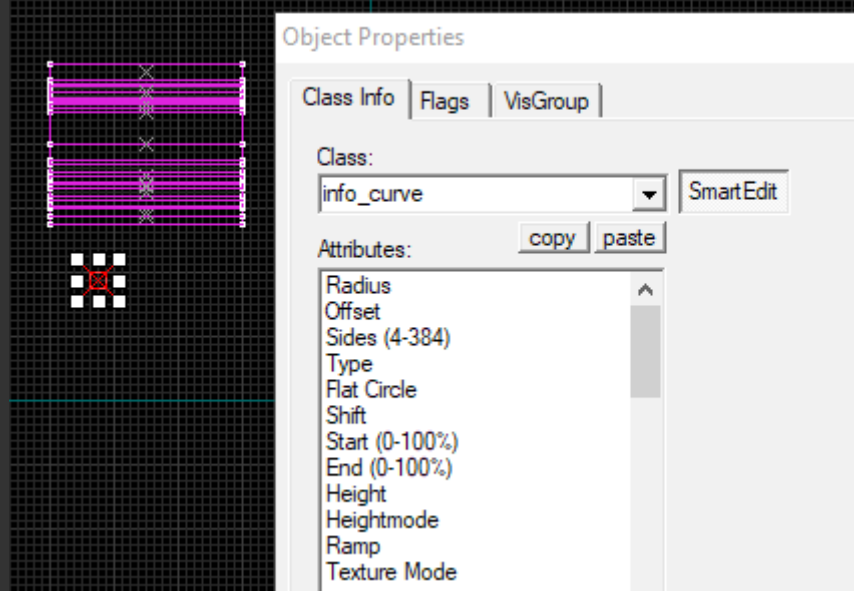 Object Properties
Class Info
Flags
VisGroup
Class:
info_curve
SmartEdit
copy
paste
Attributes:
Radius
Offset
Sides (4-384)
Type
Flat Circle
Shift
Start (0-100%)
End (0-100%)
Height
Heightmode
Ramp
Texture Mode